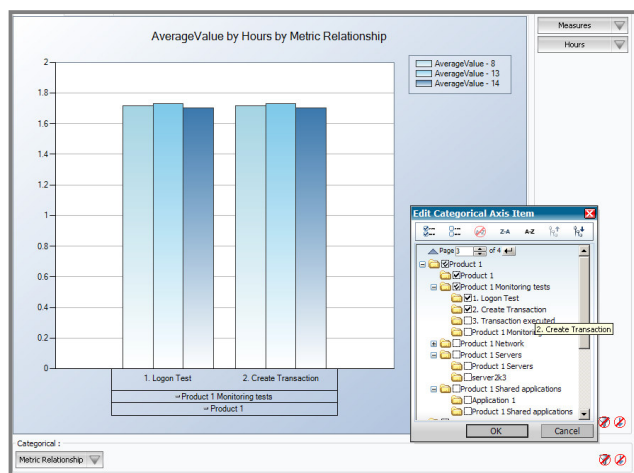 AverageValue by Hours by Metric Relationship
AverageValue - 8
AverageValue - 13
AverageValue - 14
Measures
Hours
2
1.8
1.6
1.4
1.2
1
0.8
0.6
0.4
0.2
0
1. Logon Test
2. Create Transaction
Product 1 Monitoring tests
Product 1
Edit Categorical Axis Item
Z-A
A-Z
Page 3 of 4
Product 1
Product 1
Product 1 Monitoring tests
1. Logon Test
2. Create Transaction
3. Transaction executed
Product 1 Monitoring
2. Create Transaction
Product 1 Network
Product 1 Servers
Product 1 Servers
server2k3
Product 1 Shared applications
Application 1
Product 1 Shared applications
OK
Cancel
Categorical :
Metric Relationship